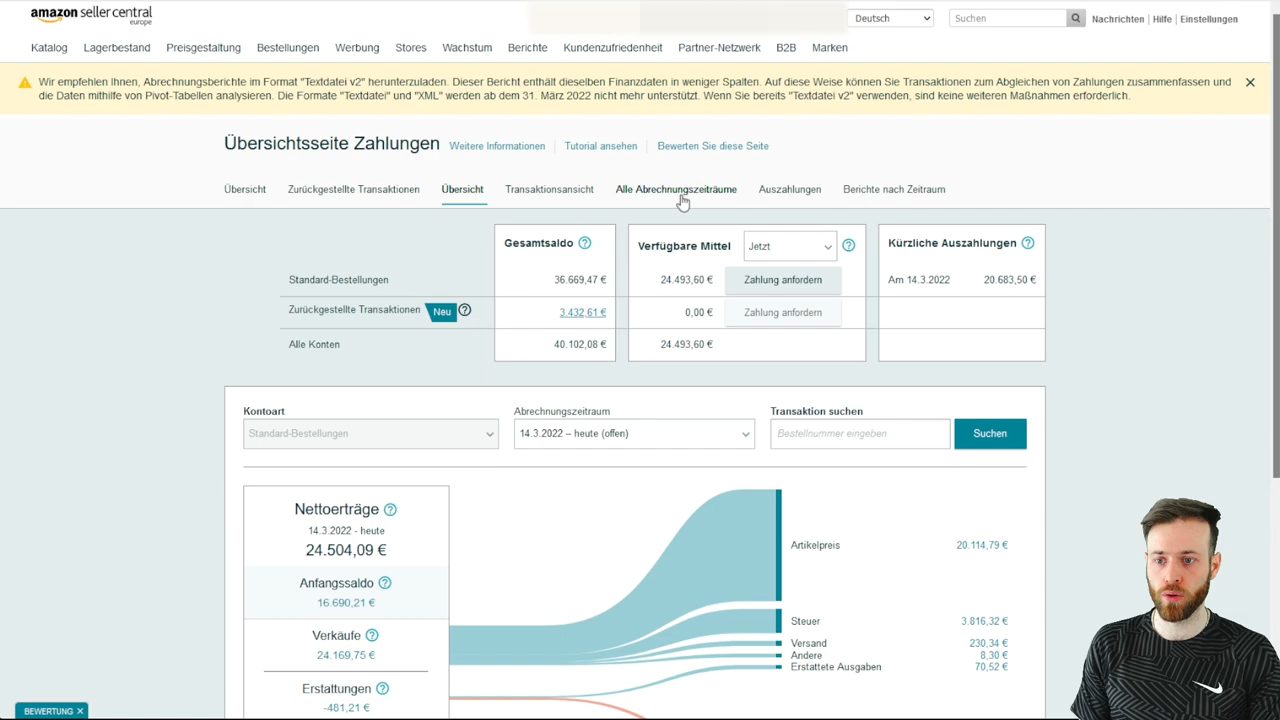 amazon seller central
europe
Deutsch
Suchen
Nachrichten | Hilfe | Einstellungen
Katalog Lagerbestand Preisgestaltung Bestellungen Werbung Stores Wachstum Berichte Kundenzufriedenheit Partner-Netzwerk B2B Marken
Wir empfehlen Ihnen, Abrechnungsberichte im Format "Textdatei v2" herunterzuladen. Dieser Bericht enthält dieselben Finanzdaten in weniger Spalten. Auf diese Weise können Sie Transaktionen zum Abgleichen von Zahlungen zusammenfassen und
die Daten mithilfe von Pivot-Tabellen analysieren. Die Formate "Textdatei" und "XML" werden ab dem 31. März 2022 nicht mehr unterstützt. Wenn Sie bereits "Textdatei v2" verwenden, sind keine weiteren Maßnahmen erforderlich.
Übersichtsseite Zahlungen Weitere Informationen | Tutorial ansehen | Bewerten Sie diese Seite
Übersicht Zurückgestellte Transaktionen Übersicht Transaktionsansicht Alle Abrechnungszeiträume Auszahlungen Berichte nach Zeitraum
Gesamtsaldo ? Verfügbare Mittel Jetzt ? Kürzliche Auszahlungen ?
Standard-Bestellungen 36.669,47 € 24.493,60 € Zahlung anfordern Am 14.3.2022 20.683,50 €
Zurückgestellte Transaktionen Neu ? 3.432,61 € 0,00 € Zahlung anfordern
Alle Konten 40.102,08 € 24.493,60 €
Kontoart Abrechnungszeitraum Transaktion suchen
Standard-Bestellungen 14.3.2022 – heute (offen) Bestellnummer eingeben Suchen
Nettoerträge ?
14.3.2022 - heute
24.504,09 €
Anfangssaldo ?
16.690,21 €
Verkäufe ?
24.169,75 €
Erstattungen ?
-481,21 €
Artikelpreis 20.114,79 €
Steuer 3.816,32 €
Versand 230,34 €
Andere 8,30 €
Erstattete Ausgaben 70,52 €
BEWERTUNG ×